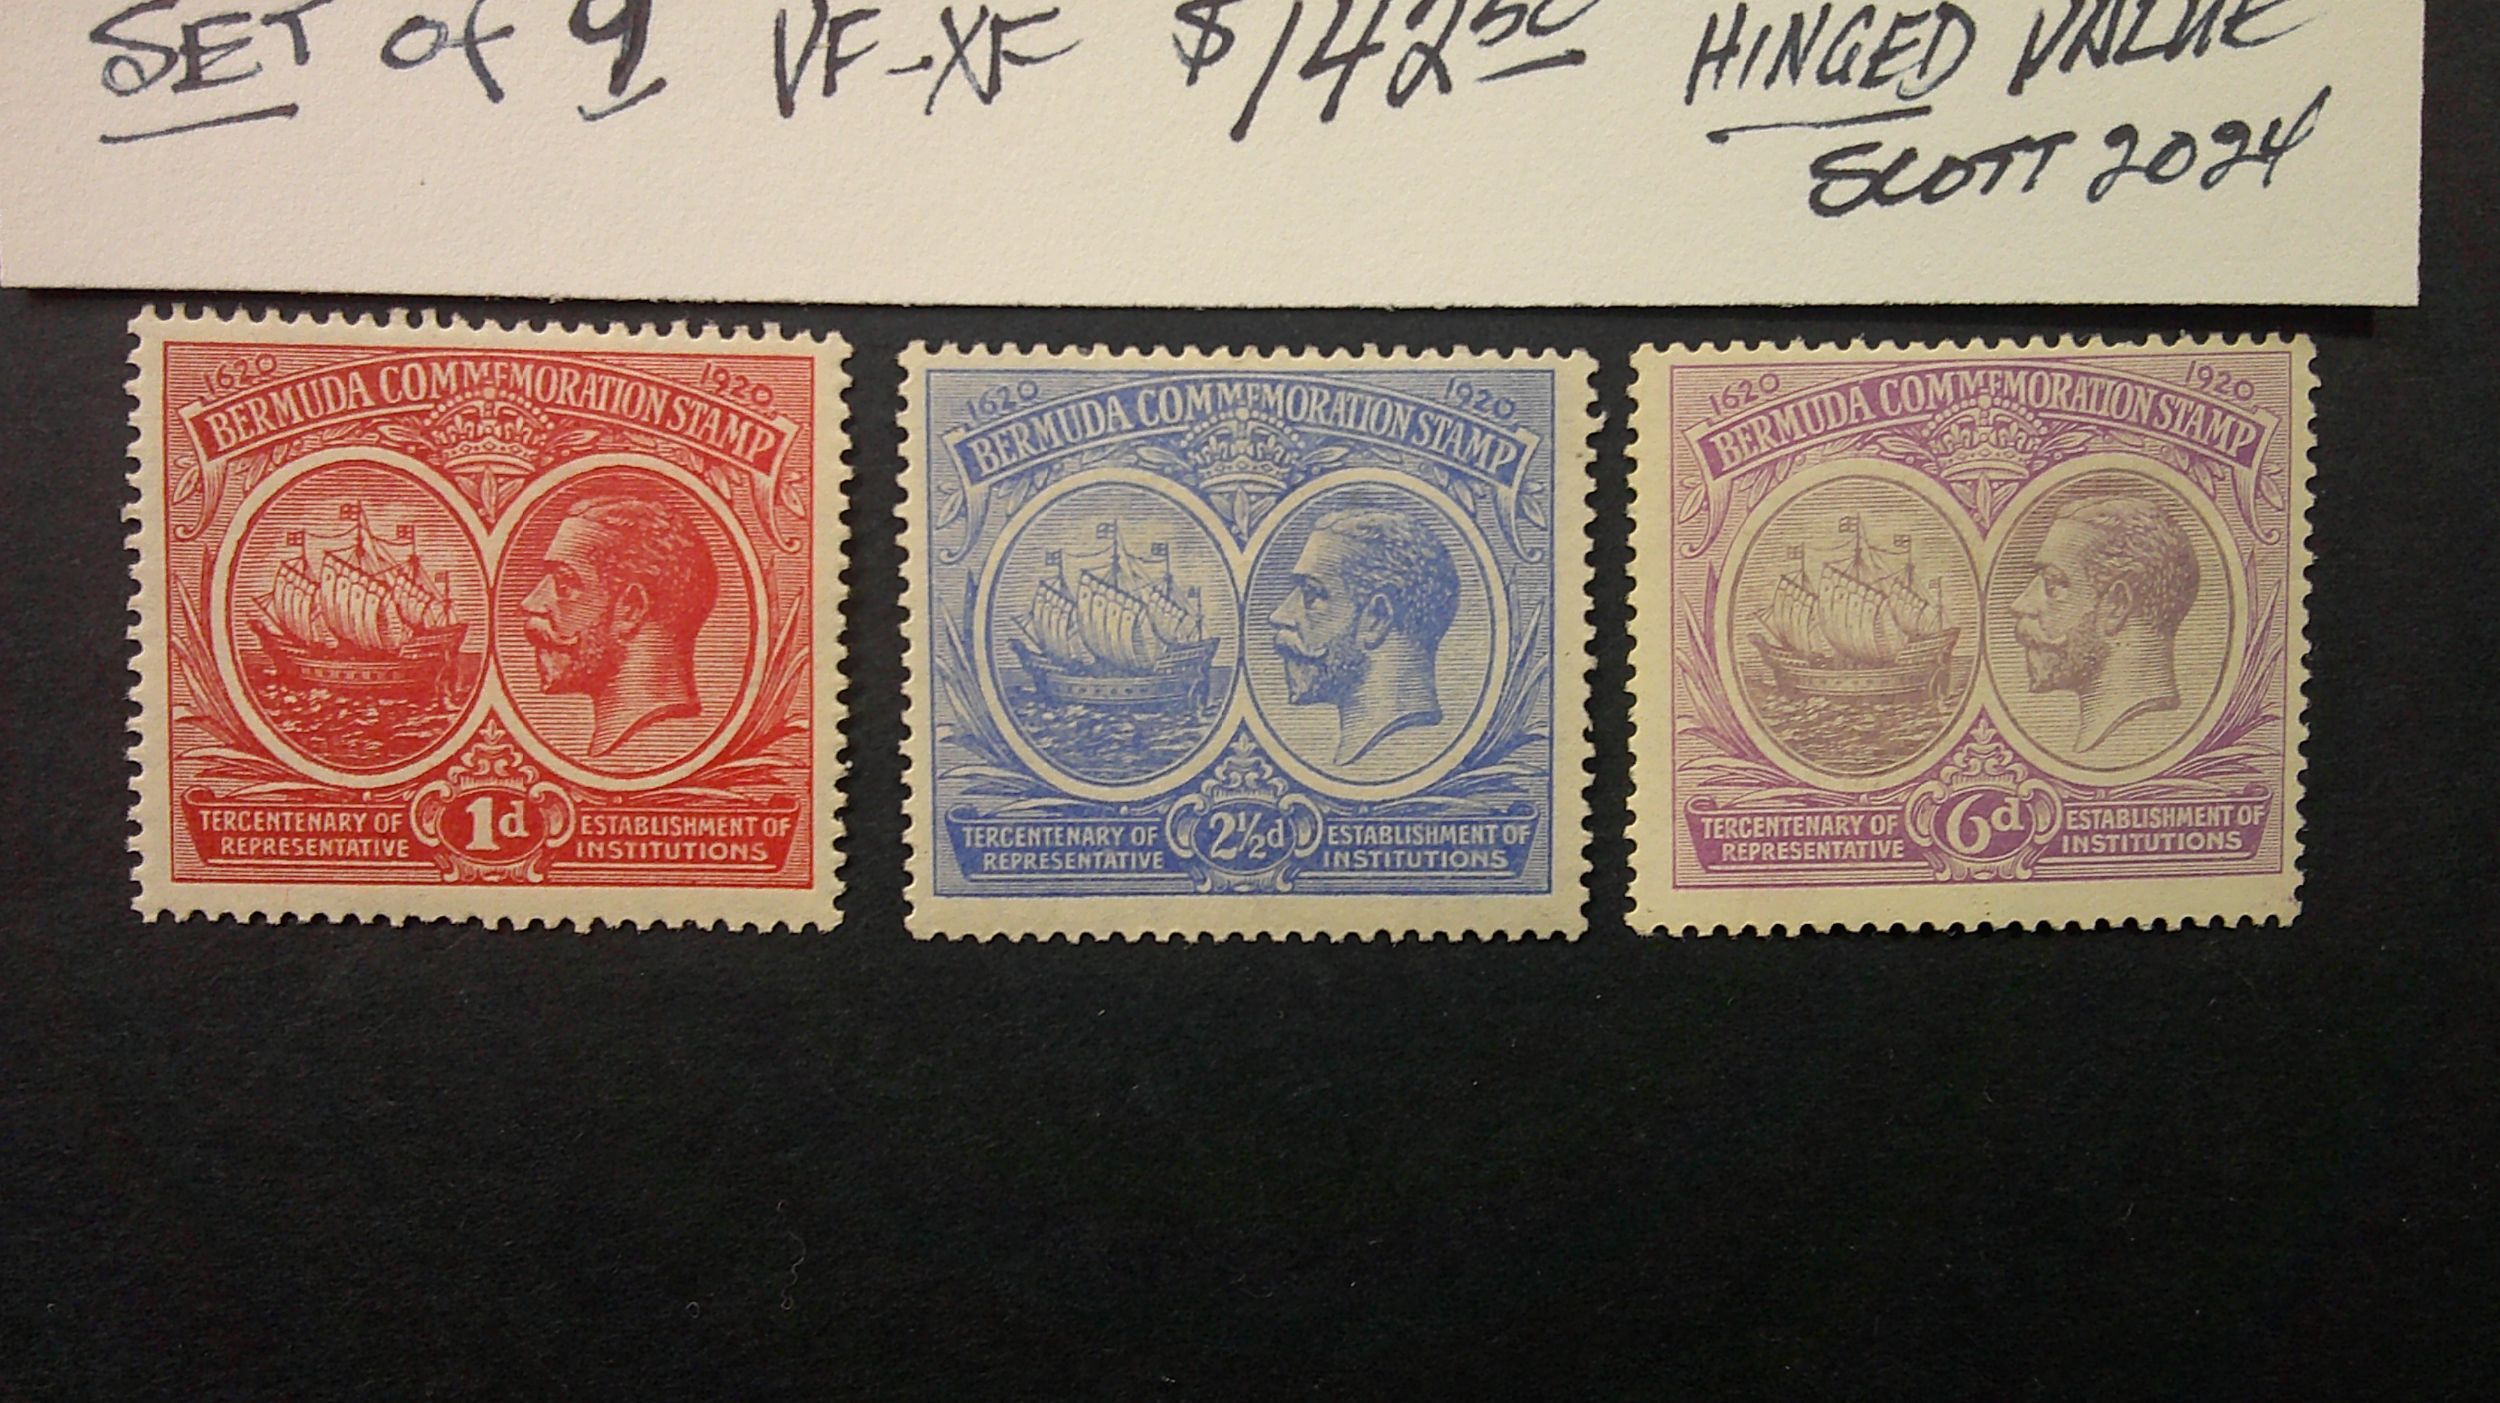 SET of 9 VF-XF $142.50 HINGED VALUE
SCOTT 2024
1620 1920
BERMUDA COMMEMORATION STAMP
TERCENTENARY OF
REPRESENTATIVE
1d
ESTABLISHMENT OF
INSTITUTIONS
1620 1920
BERMUDA COMMEMORATION STAMP
TERCENTENARY OF
REPRESENTATIVE
2½d
ESTABLISHMENT OF
INSTITUTIONS
1620 1920
BERMUDA COMMEMORATION STAMP
TERCENTENARY OF
REPRESENTATIVE
6d
ESTABLISHMENT OF
INSTITUTIONS